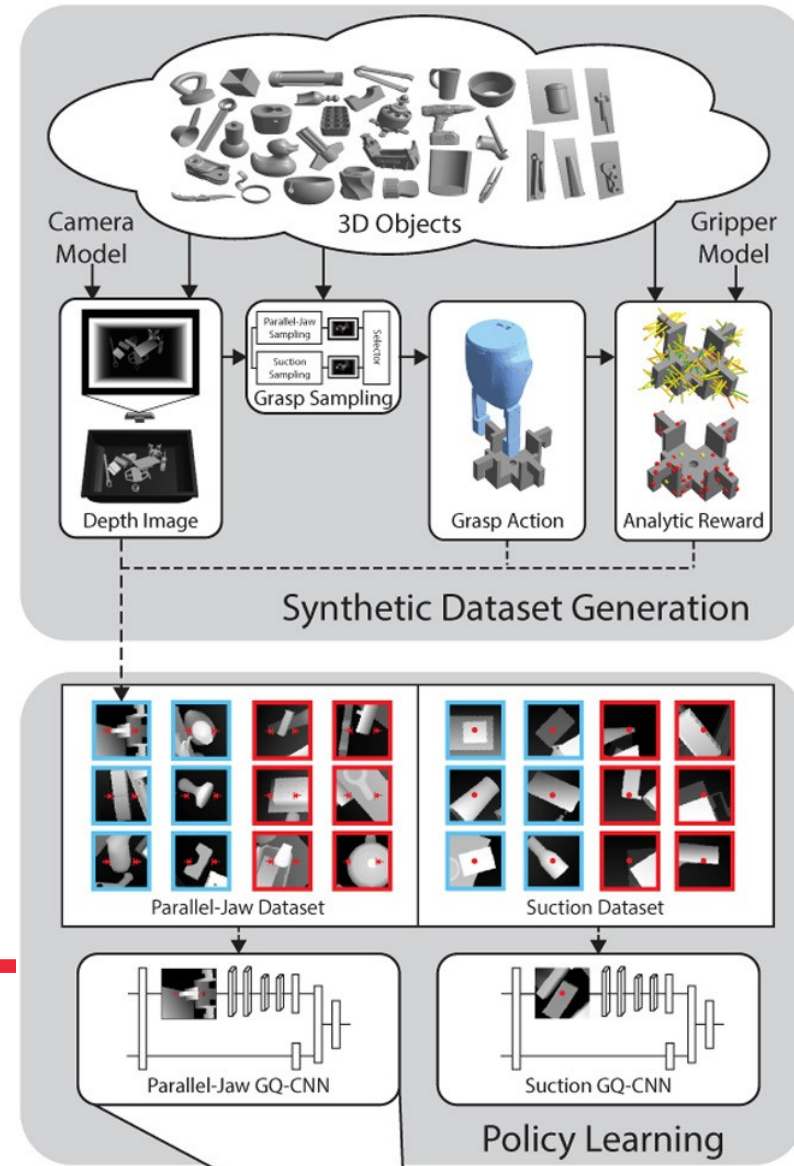 3D Objects
Camera
Model
Gripper
Model
Depth Image
Parallel-Jaw
Sampling
Suction
Sampling
Selector
Grasp Sampling
Grasp Action
Analytic Reward
Synthetic Dataset Generation
Parallel-Jaw Dataset
Suction Dataset
Parallel-Jaw GQ-CNN
Suction GQ-CNN
Policy Learning